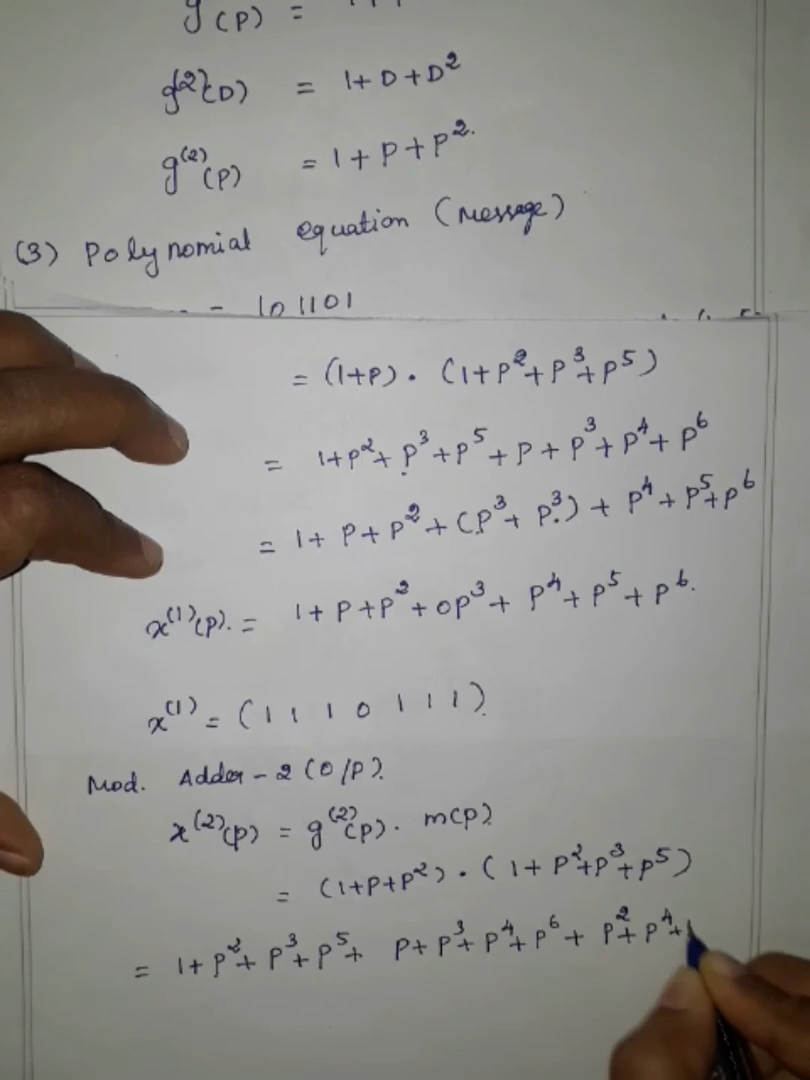 g(P) =
g(2)(D) = 1+D+D²
g⁽²⁾(P) = 1+P+P².
(3) Polynomial equation (Message)
101101
= (1+P). (1+P²+P³+P⁵)
= 1+P²+P³+P⁵+P+P³+P⁴+P⁶
= 1+P+P²+(P³+P³)+P⁴+P⁵+P⁶
x⁽¹⁾(P). = 1+P+P²+0P³+P⁴+P⁵+P⁶.
x⁽¹⁾ = (1 1 1 0 1 1 1).
Mod. Adder-2 (O/P).
x⁽²⁾(P) = g⁽²⁾(P). m(P)
= (1+P+P²).(1+P²+P³+P⁵)
= 1+P²+P³+P⁵+ P+P³+P⁴+P⁶+ P²+P⁴+